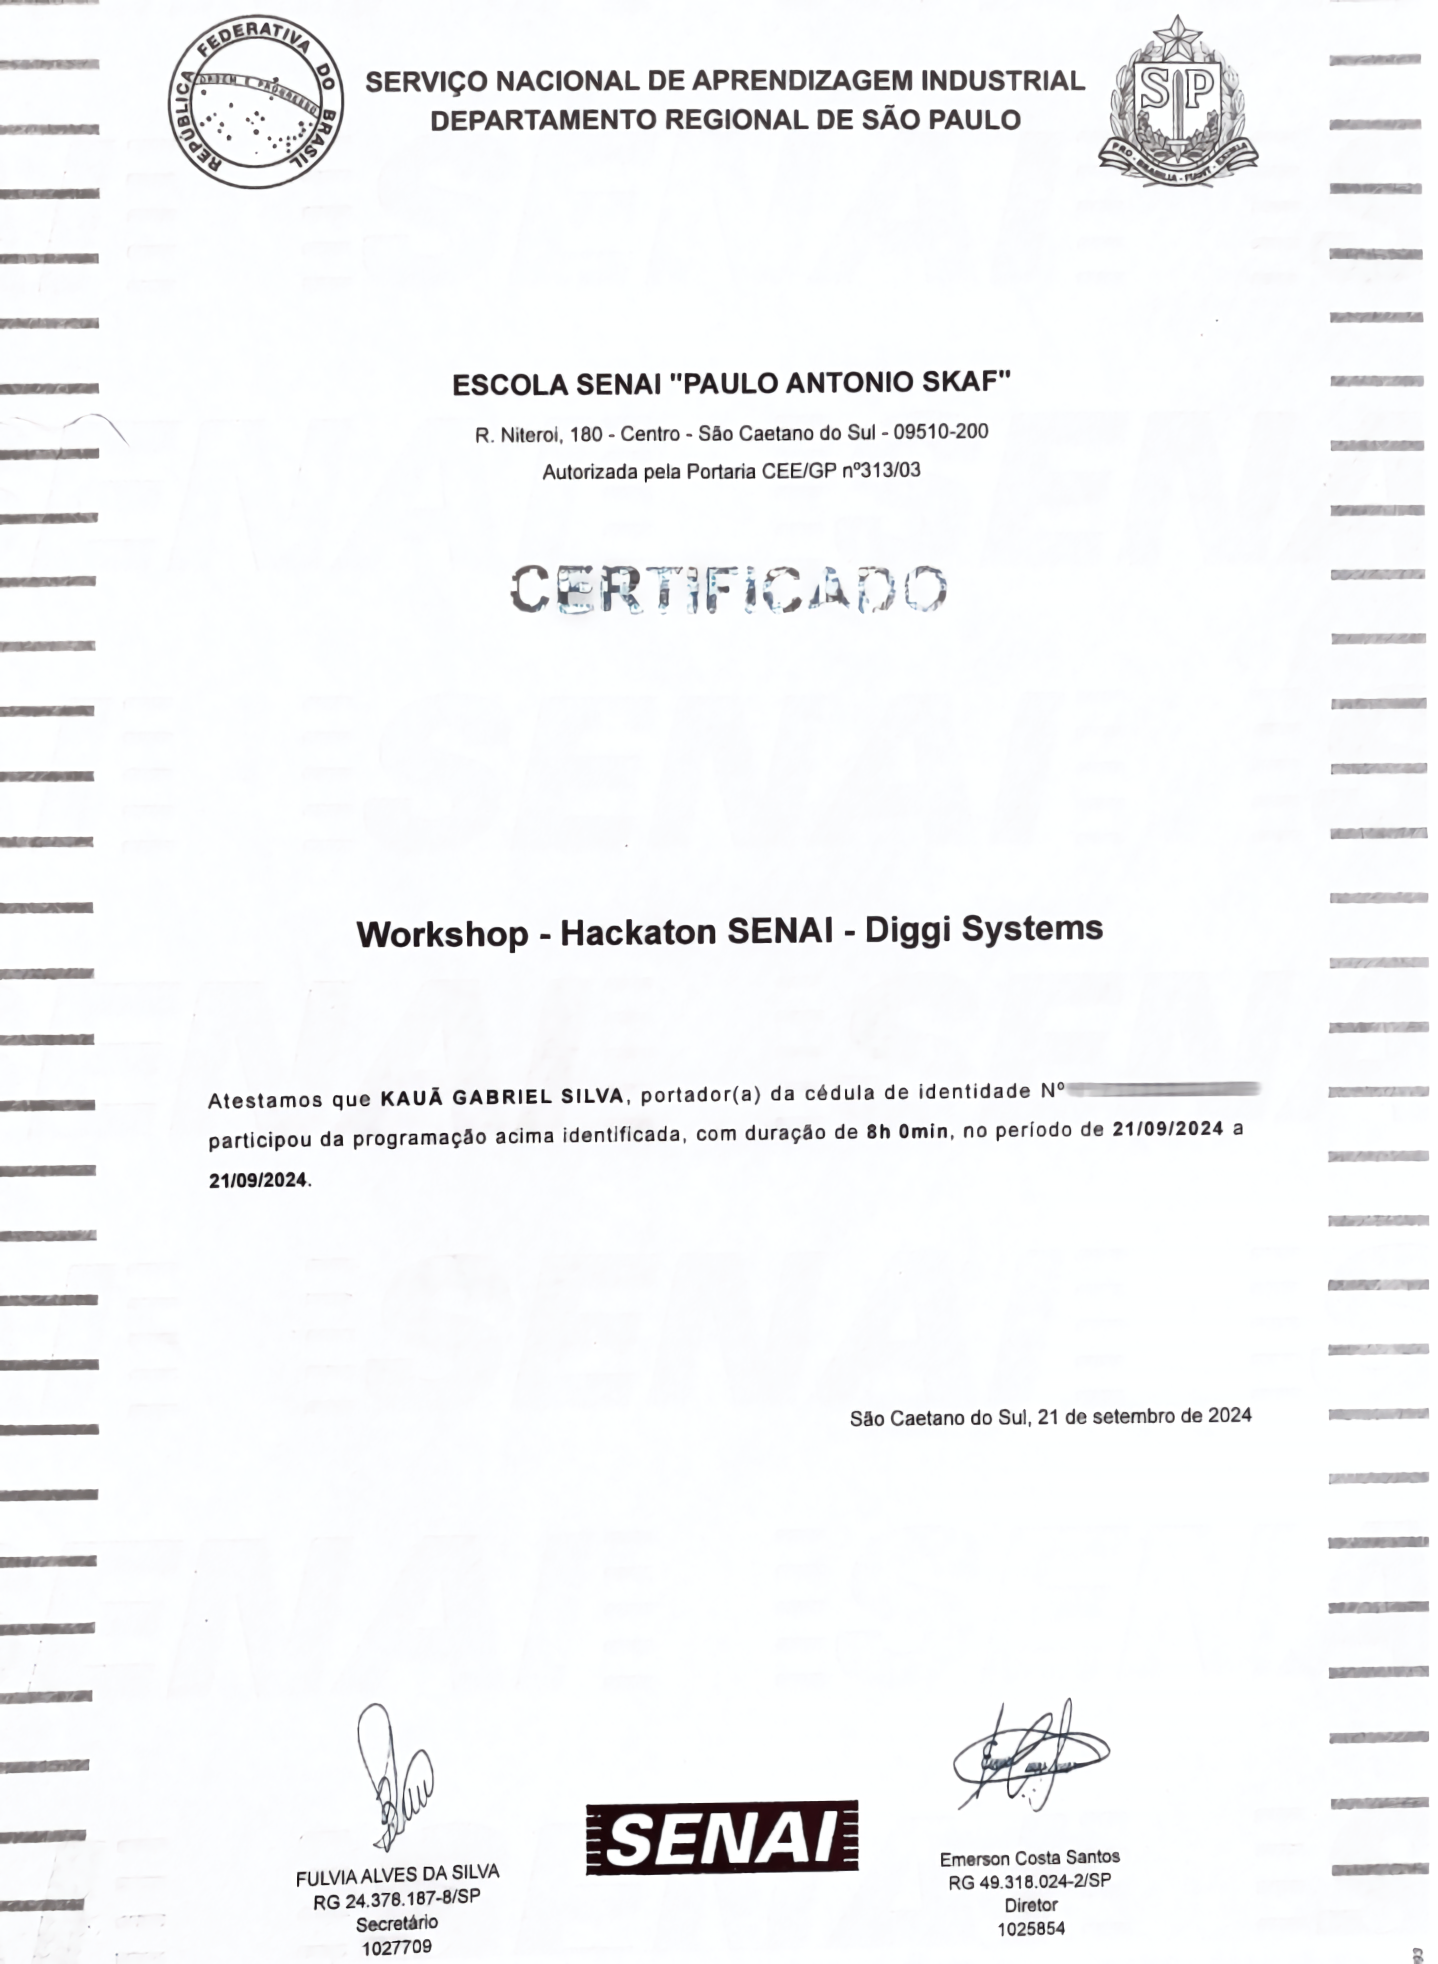 REPÚBLICA FEDERATIVA DO BRASIL
ORDEM E PROGRESSO
SERVIÇO NACIONAL DE APRENDIZAGEM INDUSTRIAL
DEPARTAMENTO REGIONAL DE SÃO PAULO
SP
PRO - BRASILIA - FIANT - EXIMIA
ESCOLA SENAI "PAULO ANTONIO SKAF"
R. Niteroi, 180 - Centro - São Caetano do Sul - 09510-200
Autorizada pela Portaria CEE/GP nº313/03
CERTIFICADO
Workshop - Hackaton SENAI - Diggi Systems
Atestamos que KAUÃ GABRIEL SILVA, portador(a) da cédula de identidade Nº
participou da programação acima identificada, com duração de 8h 0min, no período de 21/09/2024 a
21/09/2024.
São Caetano do Sul, 21 de setembro de 2024
FULVIA ALVES DA SILVA
RG 24.378.187-8/SP
Secretário
1027709
SENAI
Emerson Costa Santos
RG 49.318.024-2/SP
Diretor
1025854